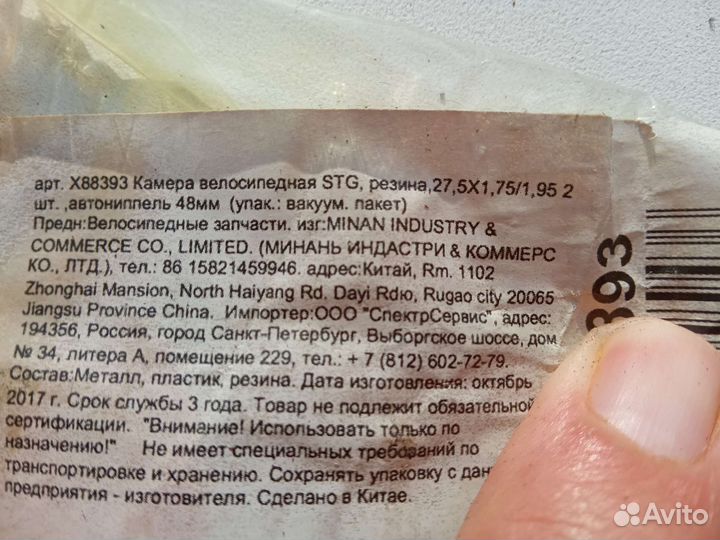 арт. X88393 Камера велосипедная STG, резина,27,5X1,75/1,95 2
шт. ,автониппель 48мм (упак.: вакуум. пакет)
Предн:Велосипедные запчасти. изг:MINAN INDUSTRY &
COMMERCE CO., LIMITED. (МИНАНЬ ИНДАСТРИ & КОММЕРС
КО., ЛТД.), тел.: 86 15821459946. адрес:Китай, Rm. 1102
Zhonghai Mansion, North Haiyang Rd. Dayi Rdю, Rugao city 20065
Jiangsu Province China. Импортер:ООО "СпектрСервис", адрес:
194356, Россия, город Санкт-Петербург, Выборгское шоссе, дом
№ 34, литера А, помещение 229, тел.: + 7 (812) 602-72-79.
Состав:Металл, пластик, резина. Дата изготовления: октябрь
2017 г. Срок службы 3 года. Товар не подлежит обязательной
сертификации. "Внимание! Использовать только по
назначению!" Не имеет специальных требований по
транспортировке и хранению. Сохранять упаковку с
предприятия - изготовителя. Сделано в Китае.
893
Avito